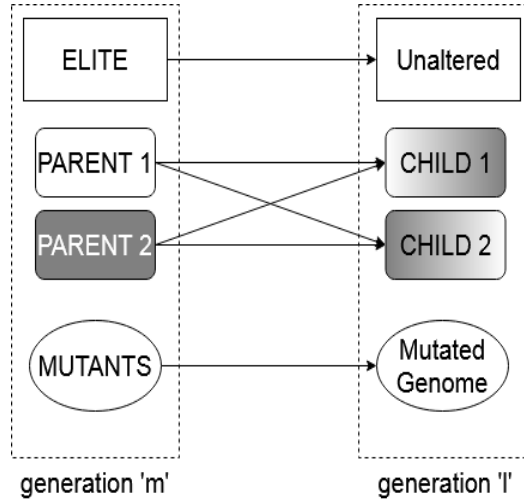 ELITE
Unaltered
PARENT 1
CHILD 1
PARENT 2
CHILD 2
MUTANTS
Mutated
Genome
generation 'm'
generation 'l'